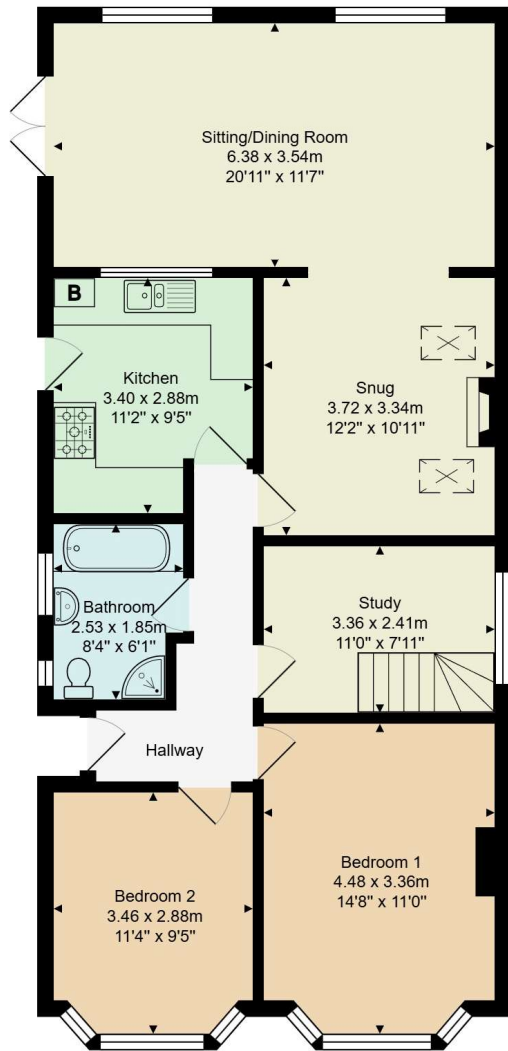 Sitting/Dining Room
6.38 x 3.54m
20'11" x 11'7"
B
Kitchen
3.40 x 2.88m
11'2" x 9'5"
Snug
3.72 x 3.34m
12'2" x 10'11"
Bathroom
2.53 x 1.85m
8'4" x 6'1"
Study
3.36 x 2.41m
11'0" x 7'11"
Hallway
Bedroom 1
4.48 x 3.36m
14'8" x 11'0"
Bedroom 2
3.46 x 2.88m
11'4" x 9'5"